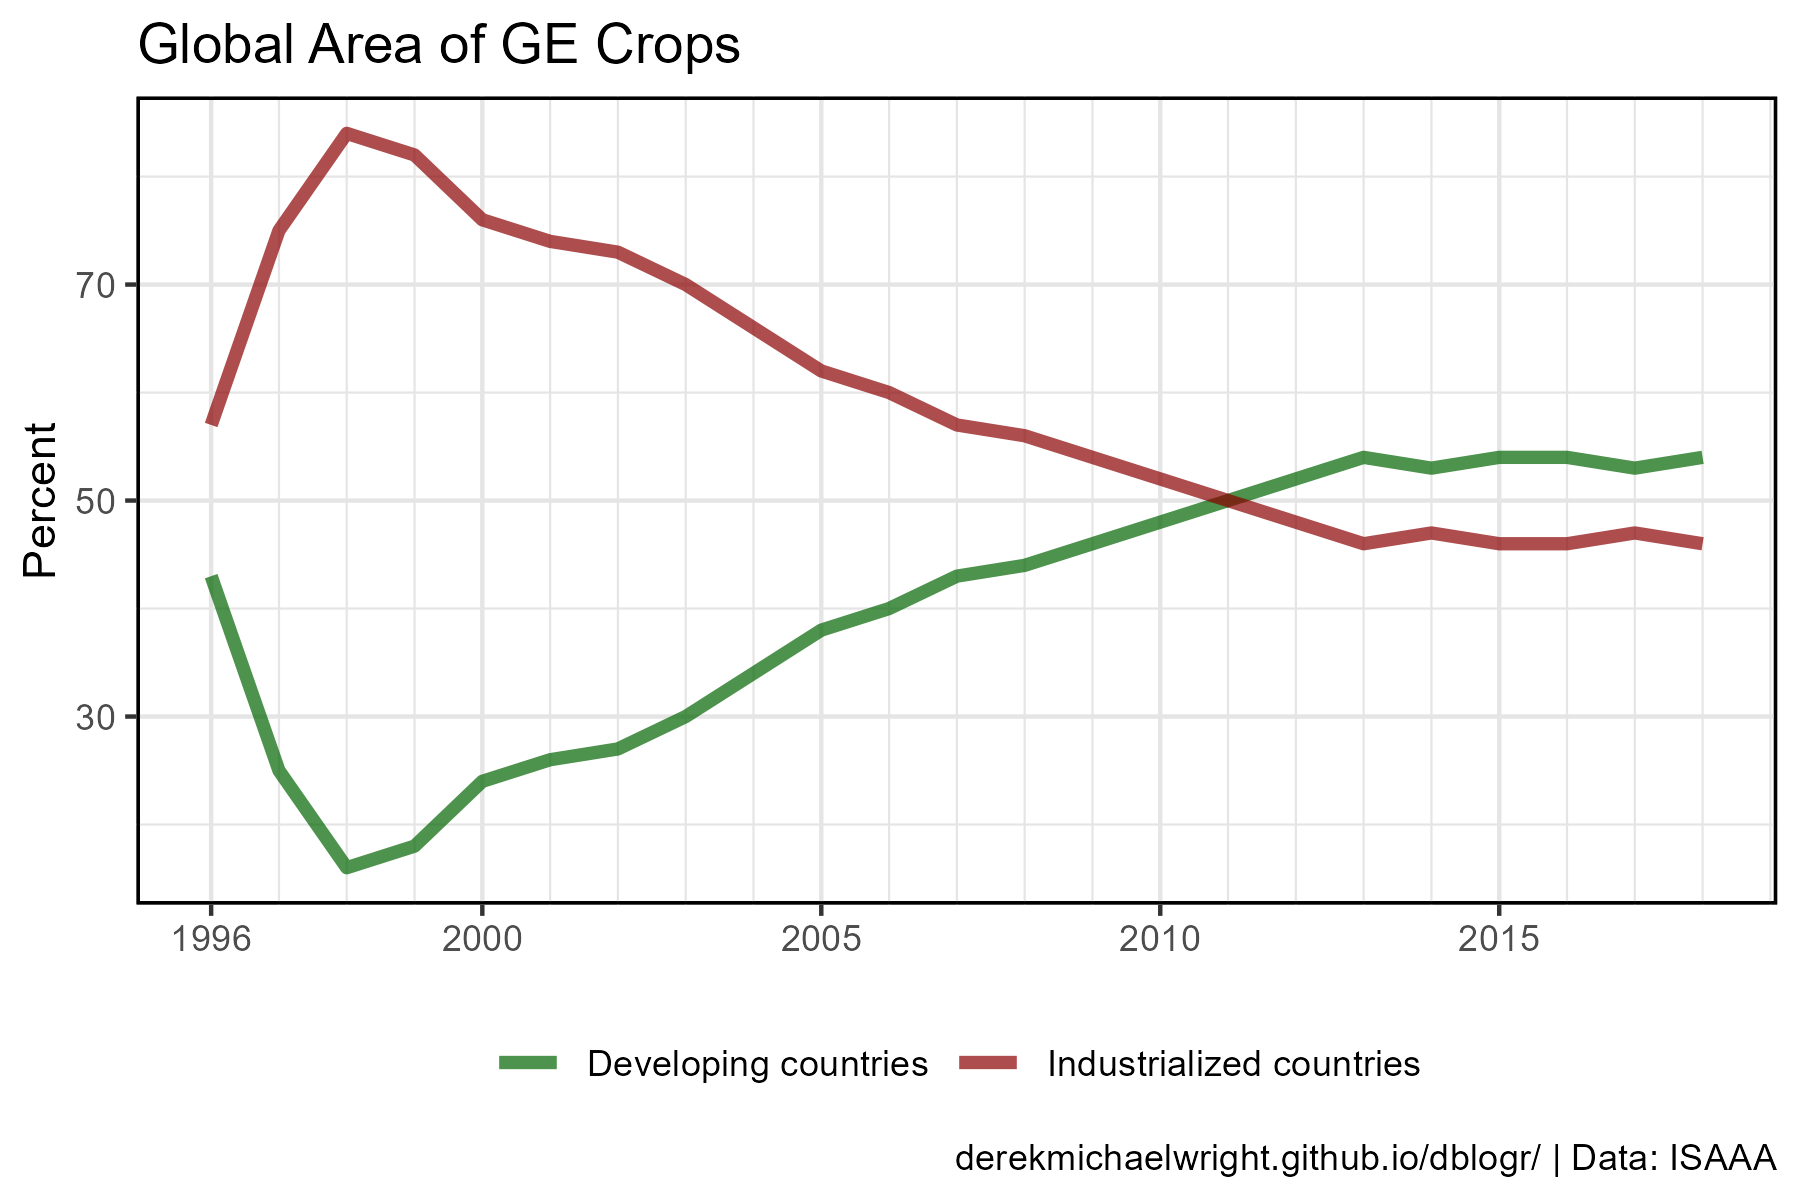 Global Area of GE Crops
Percent
70
50
30
1996 2000 2005 2010 2015
Developing countries Industrialized countries
derekmichaelwright.github.io/dblogr/ | Data: ISAAA